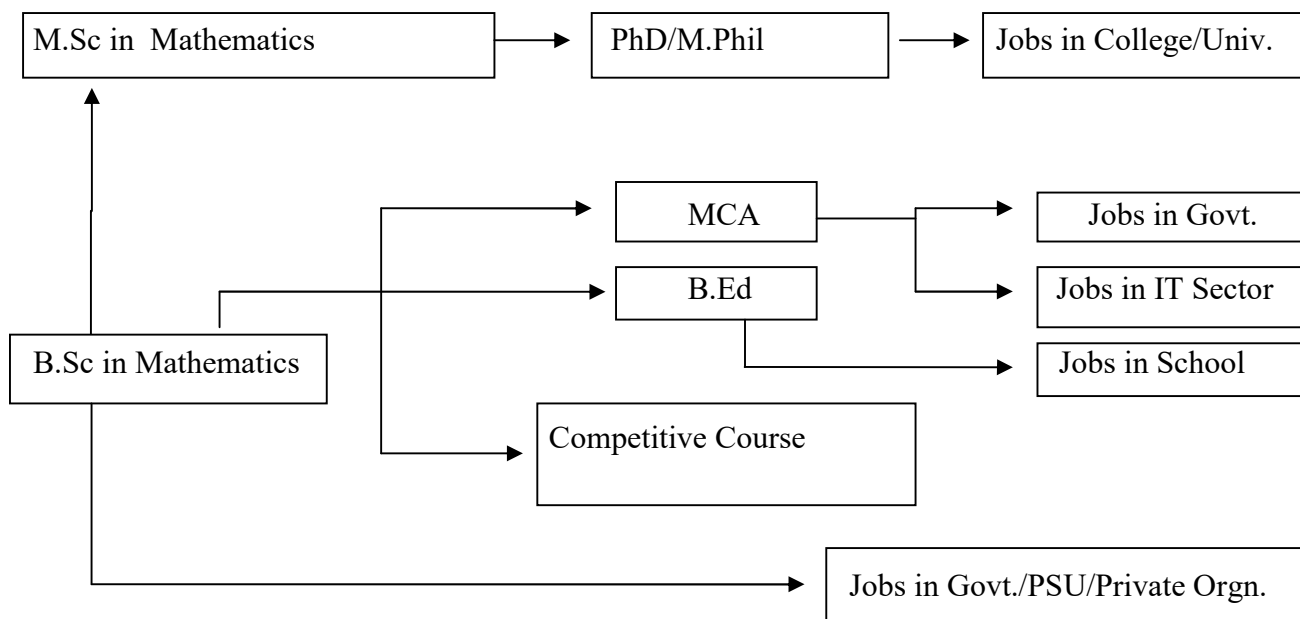 M.Sc in Mathematics
PhD/M.Phil
Jobs in College/Univ.
MCA
Jobs in Govt.
B.Ed
Jobs in IT Sector
B.Sc in Mathematics
Jobs in School
Competitive Course
Jobs in Govt./PSU/Private Orgn.